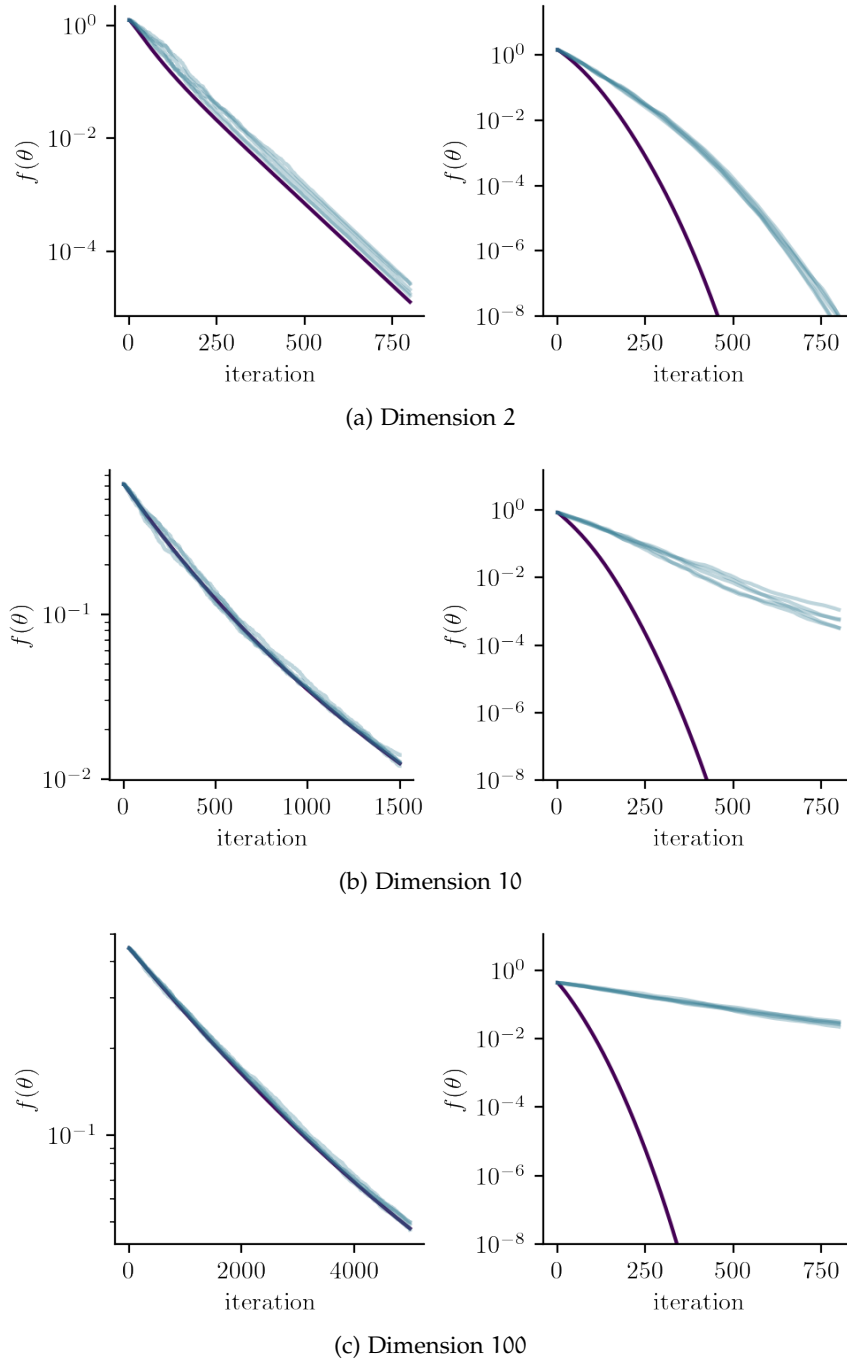 10^0
10^{-2}
10^{-4}
f(θ)
0 250 500 750
iteration
10^0
10^{-2}
10^{-4}
10^{-6}
10^{-8}
f(θ)
0 250 500 750
iteration
(a) Dimension 2
10^{-1}
10^{-2}
f(θ)
0 500 1000 1500
iteration
10^0
10^{-2}
10^{-4}
10^{-6}
10^{-8}
f(θ)
0 250 500 750
iteration
(b) Dimension 10
10^{-1}
f(θ)
0 2000 4000
iteration
10^0
10^{-2}
10^{-4}
10^{-6}
10^{-8}
f(θ)
0 250 500 750
iteration
(c) Dimension 100